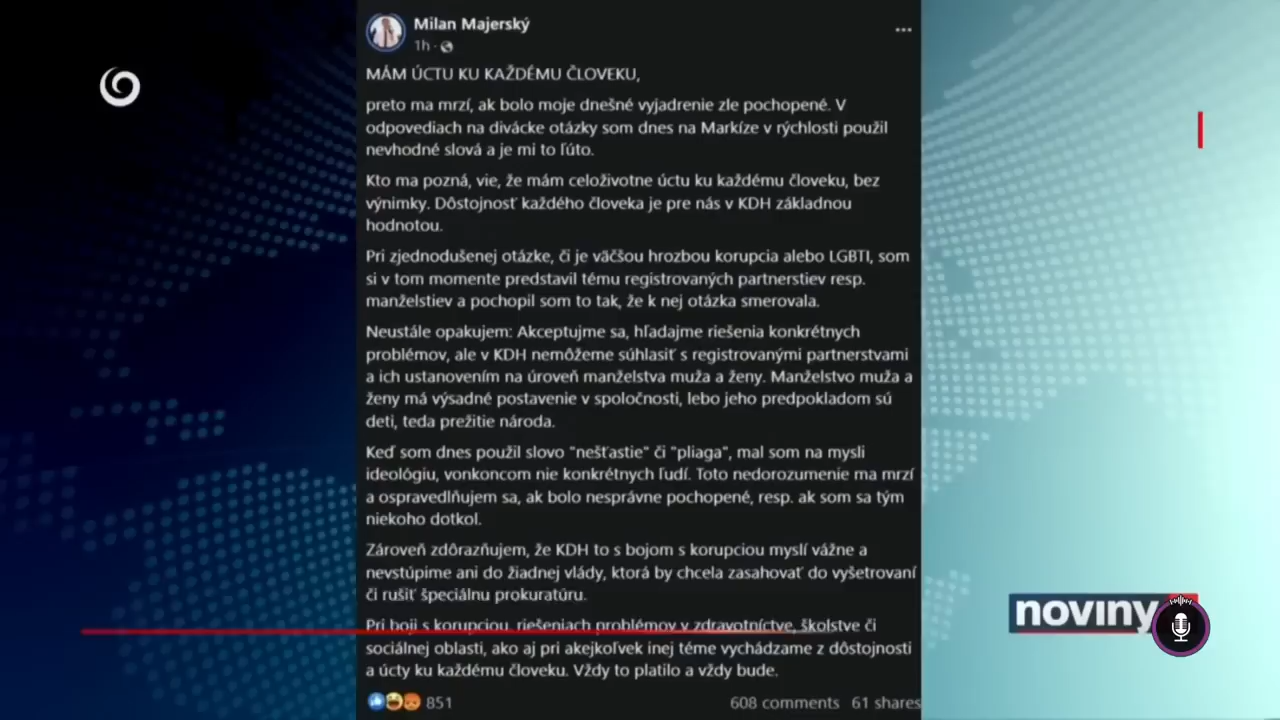 Milan Majerský
1h
MÁM ÚCTU KU KAŽDÉMU ČLOVEKU,
preto ma mrzí, ak bolo moje dnešné vyjadrenie zle pochopené. V
odpovediach na divácke otázky som dnes na Markíze v rýchlosti použil
nevhodné slová a je mi to ľúto.
Kto ma pozná, vie, že mám celoživotne úctu ku každému človeku, bez
výnimky. Dôstojnosť každého človeka je pre nás v KDH základnou
hodnotou.
Pri zjednodušenej otázke, či je väčšou hrozbou korupcia alebo LGBTI, som
si v tom momente predstavil tému registrovaných partnerstiev resp.
manželstiev a pochopil som to tak, že k nej otázka smerovala.
Neustále opakujem: Akceptujme sa, hľadajme riešenia konkrétnych
problémov, ale v KDH nemôžeme súhlasiť s registrovanými partnerstvami
a ich ustanovením na úroveň manželstva muža a ženy. Manželstvo muža a
ženy má výsadné postavenie v spoločnosti, lebo jeho predpokladom sú
deti, teda prežitie národa.
Keď som dnes použil slovo "nešťastie" či "pliaga", mal som na mysli
ideológiu, vonkoncom nie konkrétnych ľudí. Toto nedorozumenie ma mrzí
a ospravedlňujem sa, ak bolo nesprávne pochopené, resp. ak som sa tým
niekoho dotkol.
Zároveň zdôrazňujem, že KDH to s bojom s korupciou myslí vážne a
nevstúpime ani do žiadnej vlády, ktorá by chcela zasahovať do vyšetrovaní
či rušiť špeciálnu prokuratúru.
Pri boji s korupciou, riešeniach problémov v zdravotníctve, školstve či
sociálnej oblasti, ako aj pri akejkoľvek inej téme vychádzame z dôstojnosti
a úcty ku každému človeku. Vždy to platilo a vždy bude.
851
608 comments 61 shares
noviny